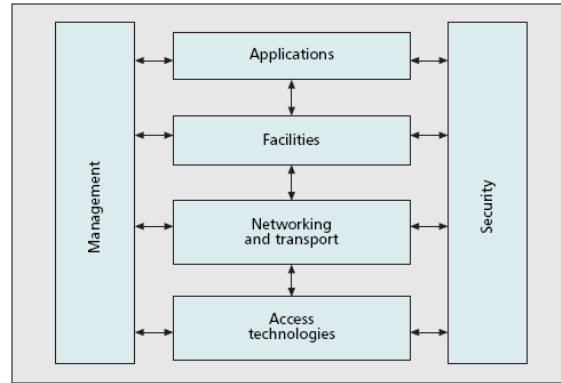 Applications
Facilities
Management
Security
Networking
and transport
Access
technologies